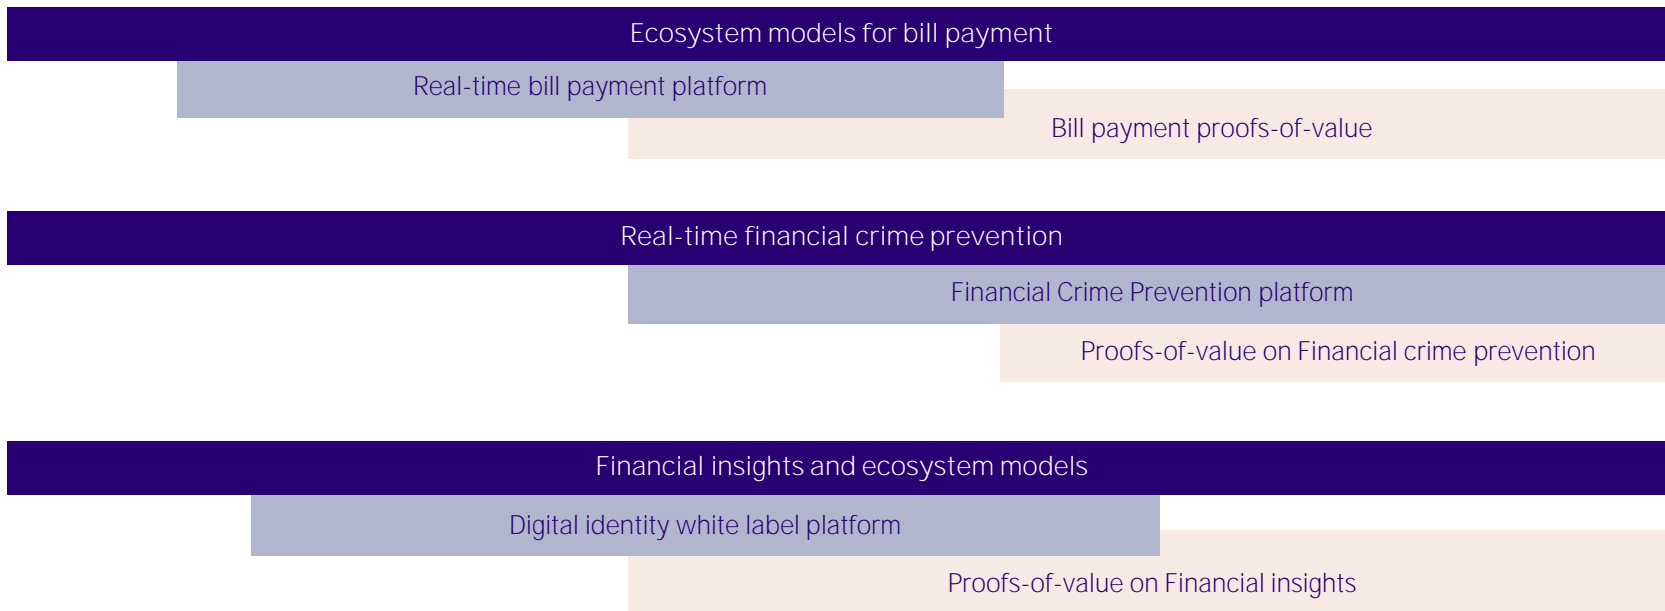 Ecosystem models for bill payment
Real-time bill payment platform
Bill payment proofs-of-value
Real-time financial crime prevention
Financial Crime Prevention platform
Proofs-of-value on Financial crime prevention
Financial insights and ecosystem models
Digital identity white label platform
Proofs-of-value on Financial insights